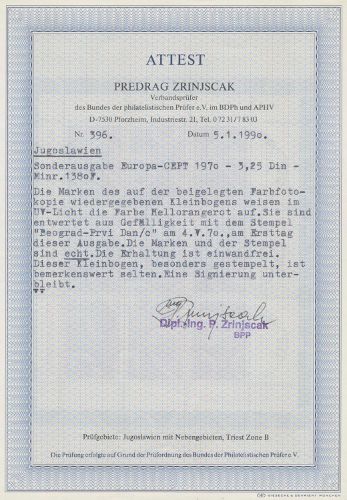 ATTEST
PREDRAG ZRINJSCAK
Verbandsprüfer
des Bundes der philatelistischen Prüfer e.V. im BDPh und APHV
D-7530 Pforzheim, Industriestr. 21, Tel. 0 72 31/7 83 03
Nr. 396. Datum 5.1.1990.
Jugoslawien
Sonderausgabe Europa-CEPT 1970 - 3,25 Din -
Minr.1380F.
Die Marken des auf der beigelegten Farbfoto-
kopie wiedergegebenen Kleinbogens weisen im
UV-Licht die Farbe Hellorangerot auf.Sie sind
entwertet aus Gefälligkeit mit dem Stempel
"Beograd-Prvi Dan/c" am 4.V.70., am Ersttag
dieser Ausgabe.Die Marken und der Stempel
sind echt.Die Erhaltung ist einwandfrei.
Dieser Kleinbogen, besonders gestempelt, ist
bemerkenswert selten.Eine Signierung unter-
bleibt.
Dipl.-Ing. P. Zrinjscak
BPP
Prüfgebiete: Jugoslawien mit Nebengebieten, Triest Zone B
Die Prüfung erfolgte auf Grund der Prüfordnung des Bundes der Philatelistischen Prüfer e.V.
GIESECKE & DEVRIENT MÜNCHEN